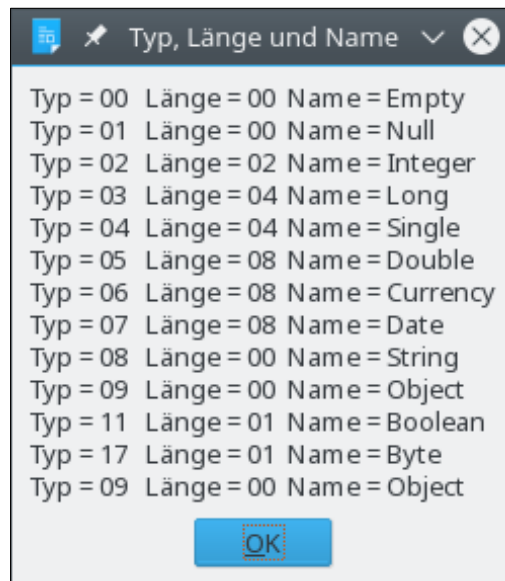 Typ, Länge und Name
Typ = 00 Länge = 00 Name = Empty
Typ = 01 Länge = 00 Name = Null
Typ = 02 Länge = 02 Name = Integer
Typ = 03 Länge = 04 Name = Long
Typ = 04 Länge = 04 Name = Single
Typ = 05 Länge = 08 Name = Double
Typ = 06 Länge = 08 Name = Currency
Typ = 07 Länge = 08 Name = Date
Typ = 08 Länge = 00 Name = String
Typ = 09 Länge = 00 Name = Object
Typ = 11 Länge = 01 Name = Boolean
Typ = 17 Länge = 01 Name = Byte
Typ = 09 Länge = 00 Name = Object
OK